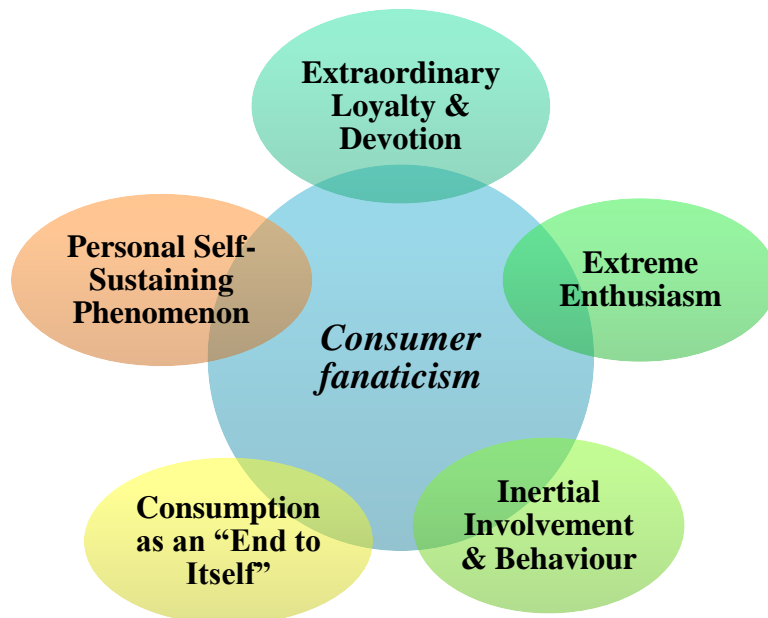 Extraordinary
Loyalty &
Devotion
Personal Self-
Sustaining
Phenomenon
Extreme
Enthusiasm
Consumer
fanaticism
Consumption
as an “End to
Itself”
Inertial
Involvement
& Behaviour